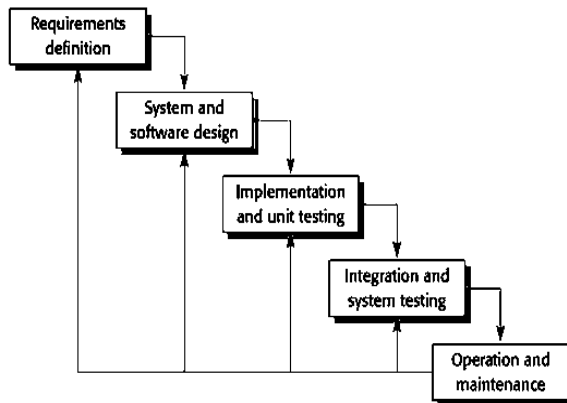 Requirements
definition
System and
software design
Implementation
and unit testing
Integration and
system testing
Operation and
maintenance